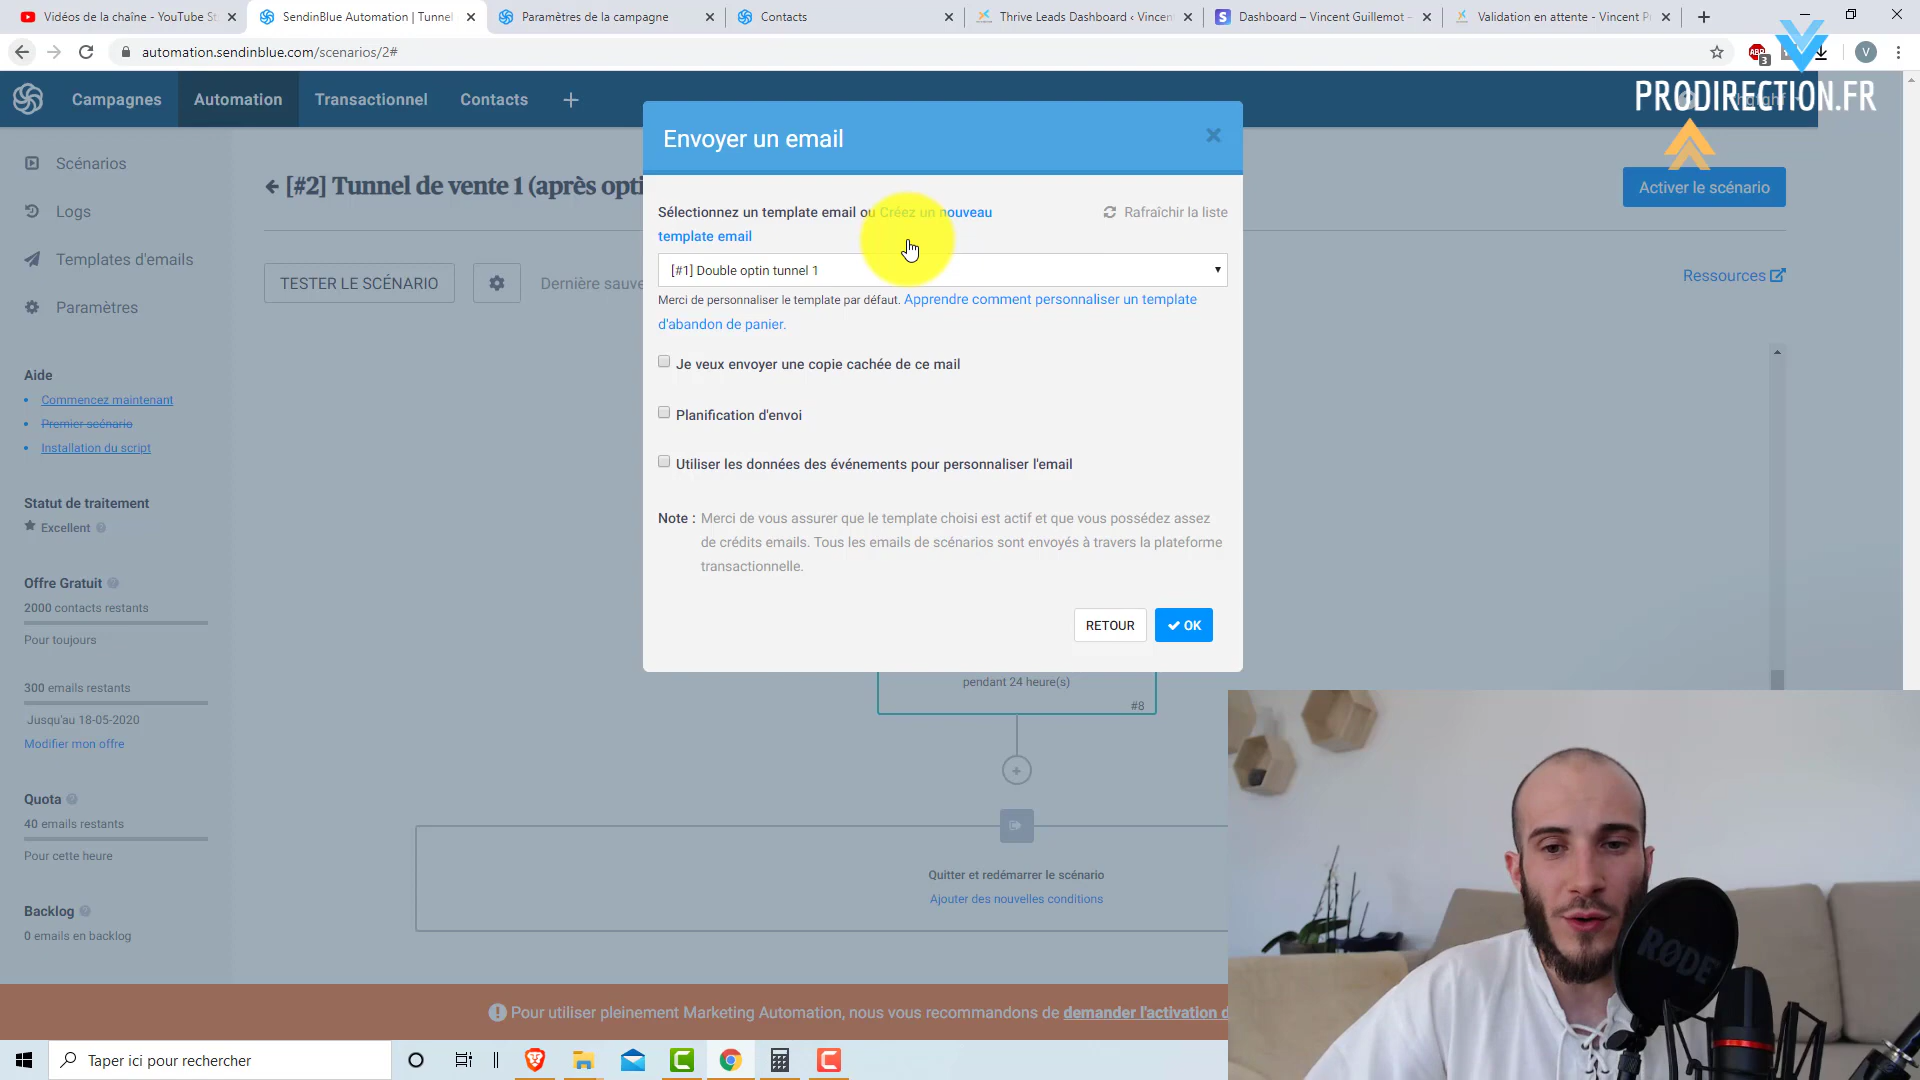 Vidéos de la chaîne - YouTube St
SendinBlue Automation | Tunnel
Paramètres de la campagne
Contacts
Thrive Leads Dashboard ‹ Vincen
Dashboard – Vincent Guillemot –
Validation en attente - Vincent P
automation.sendinblue.com/scenarios/2#
ABP
3
V
PRODIRECTION.FR
Campagnes
Automation
Transactionnel
Contacts
Envoyer un email
Scénarios
Logs
Templates d'emails
Paramètres
[#2] Tunnel de vente 1 (après opti
Activer le scénario
TESTER LE SCÉNARIO
Dernière sauve
Ressources
Sélectionnez un template email ou Créez un nouveau
template email
Rafraîchir la liste
[#1] Double optin tunnel 1
Merci de personnaliser le template par défaut. Apprendre comment personnaliser un template
d'abandon de panier.
Je veux envoyer une copie cachée de ce mail
Planification d'envoi
Utiliser les données des événements pour personnaliser l'email
Note : Merci de vous assurer que le template choisi est actif et que vous possédez assez
de crédits emails. Tous les emails de scénarios sont envoyés à travers la plateforme
transactionnelle.
RETOUR
OK
Aide
Commencez maintenant
Premier scénario
Installation du script
Statut de traitement
Excellent
Offre Gratuit
2000 contacts restants
Pour toujours
300 emails restants
Jusqu'au 18-05-2020
Modifier mon offre
Quota
40 emails restants
Pour cette heure
Backlog
0 emails en backlog
pendant 24 heure(s)
#8
Quitter et redémarrer le scénario
Ajouter des nouvelles conditions
Pour utiliser pleinement Marketing Automation, nous vous recommandons de demander l'activation d
RØDE
Taper ici pour rechercher